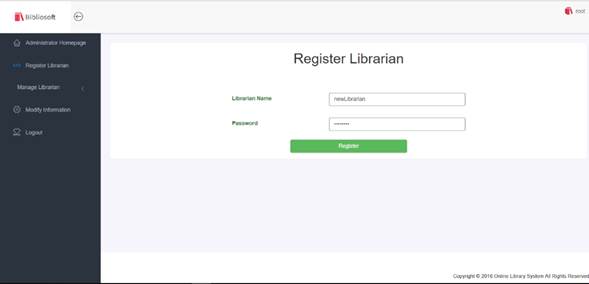 Bibliosoft
root
Administrator Homepage
Register Librarian
Manage Librarian
Modify Information
Logout
Register Librarian
Librarian Name
newLibrarian
Password
Register
Copyright © 2016 Online Library System All Rights Reserved